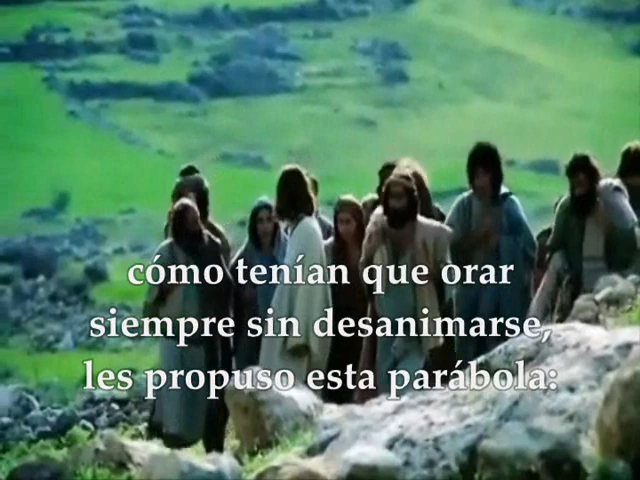 cómo tenían que orar
siempre sin desanimarse,
les propuso esta parábola: